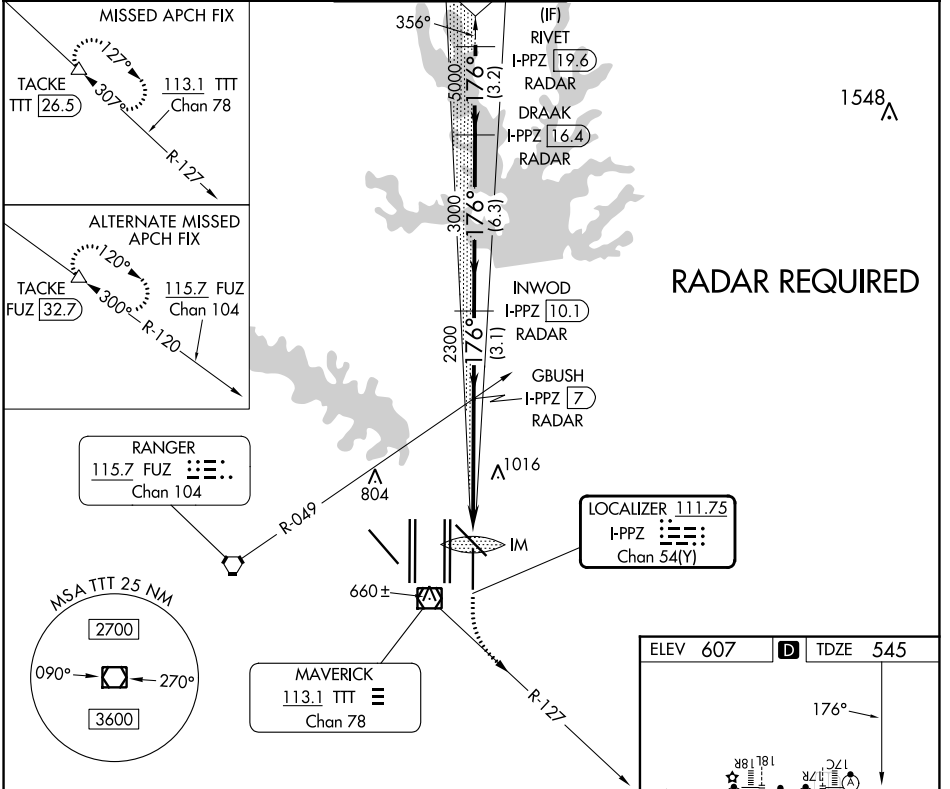 MISSED APCH FIX
127°
307°
TACKE
TTT 26.5
113.1 TTT
Chan 78
R-127
ALTERNATE MISSED
APCH FIX
120°
300°
TACKE
FUZ 32.7
115.7 FUZ
Chan 104
R-120
356°
(IF)
RIVET
I-PPZ 19.6
RADAR
5000
176°
(3.2)
DRAAK
I-PPZ 16.4
RADAR
3000
176°
(6.3)
INWOD
I-PPZ 10.1
RADAR
2300
176°
(3.1)
GBUSH
I-PPZ 7
RADAR
1548
RADAR REQUIRED
RANGER
115.7 FUZ
Chan 104
R-049
804
1016
IM
LOCALIZER 111.75
I-PPZ
Chan 54(Y)
660±
MSA TTT 25 NM
2700
090°
270°
3600
MAVERICK
113.1 TTT
Chan 78
R-127
ELEV 607
D
TDZE 545
176°
18R
18L
17R
17C
A